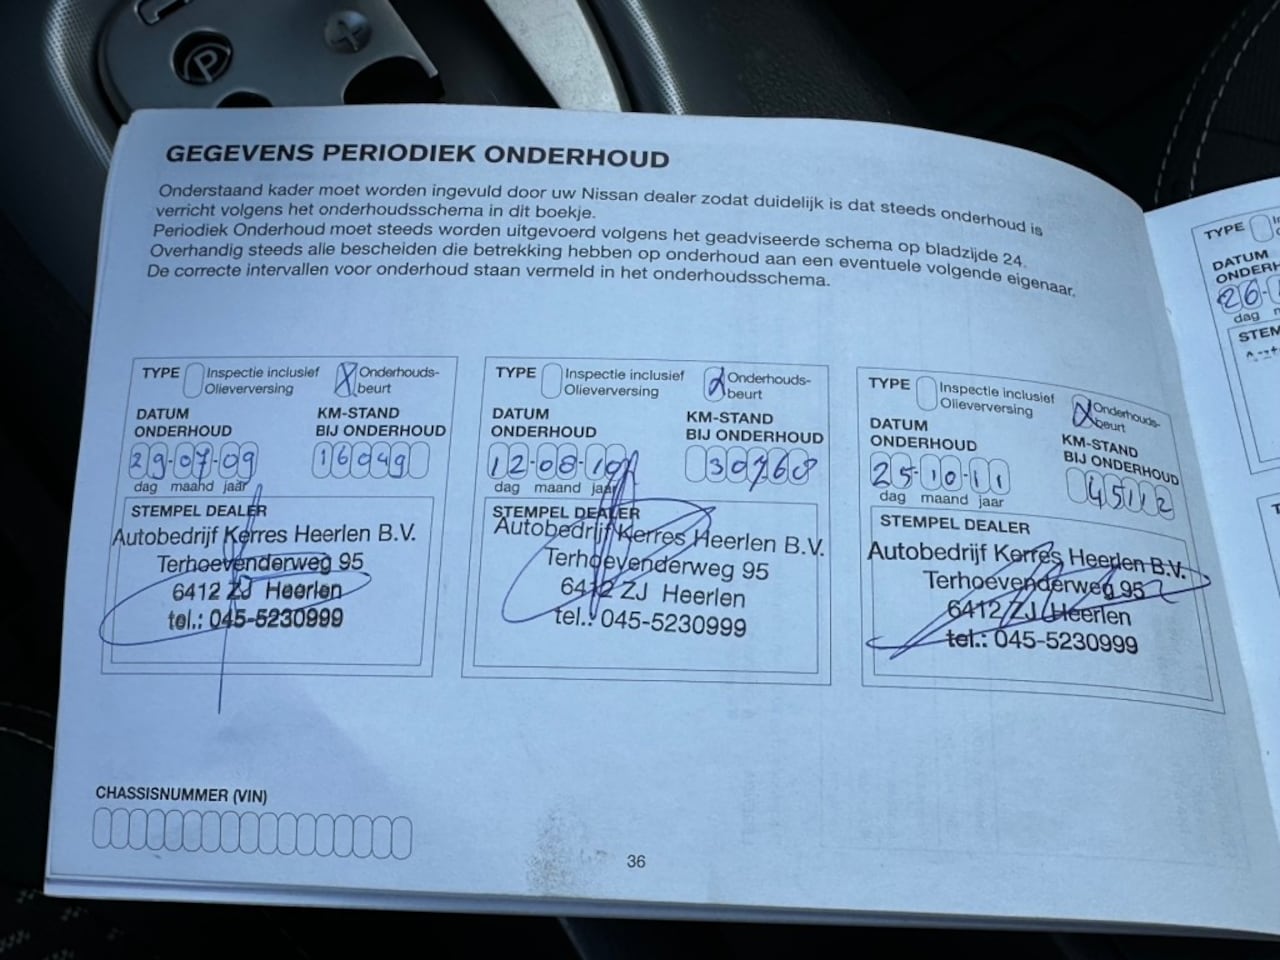 P
GEGEVENS PERIODIEK ONDERHOUD
Onderstaand kader moet worden ingevuld door uw Nissan dealer zodat duidelijk is dat steeds onderhoud is
verricht volgens het onderhoudsschema in dit boekje.
Periodiek Onderhoud moet steeds worden uitgevoerd volgens het geadviseerde schema op bladzijde 24.
Overhandig steeds alle bescheiden die betrekking hebben op onderhoud aan een eventuele volgende eigenaar.
De correcte intervallen voor onderhoud staan vermeld in het onderhoudsschema.
TYPE Inspectie inclusief Olieverversing X Onderhouds-
beurt
DATUM
ONDERHOUD
KM-STAND
BIJ ONDERHOUD
29-07-09
16049
dag maand jaar
STEMPEL DEALER
Autobedrijf Kerres Heerlen B.V.
Terhoevenderweg 95
6412 ZJ Heerlen
tel.: 045-5230999
TYPE Inspectie inclusief Olieverversing Onderhouds-
beurt
DATUM
ONDERHOUD
KM-STAND
BIJ ONDERHOUD
12-08-10
30768
dag maand jaar
STEMPEL DEALER
Autobedrijf Kerres Heerlen B.V.
Terhoevenderweg 95
6412 ZJ Heerlen
tel.: 045-5230999
TYPE Inspectie inclusief Olieverversing Onderhouds-
beurt
DATUM
ONDERHOUD
KM-STAND
BIJ ONDERHOUD
25-10-11
45112
dag maand jaar
STEMPEL DEALER
Autobedrijf Kerres Heerlen B.V.
Terhoevenderweg 95
6412 ZJ Heerlen
tel.: 045-5230999
CHASSISNUMMER (VIN)
36
TYPE
DATUM
ONDERH
26-
dag
STEM